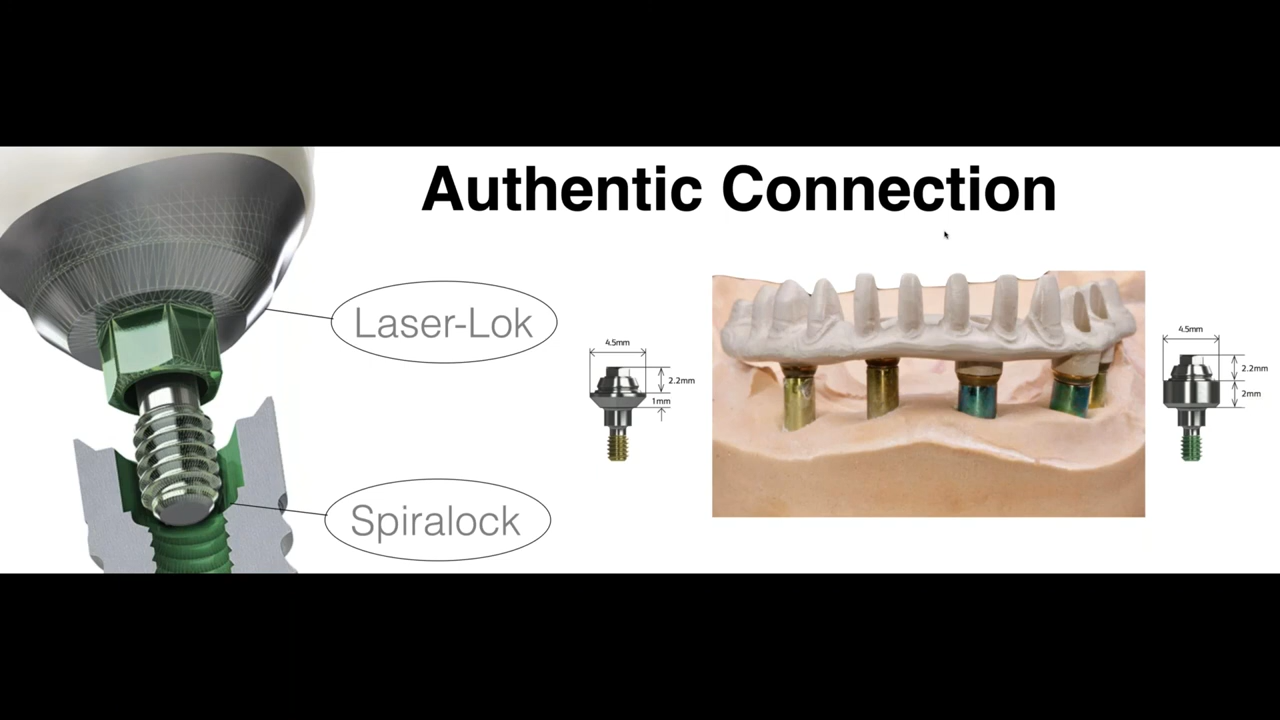 Authentic Connection
Laser-Lok
Spiralock
4.5mm
2.2mm
1mm
4.5mm
2.2mm
2mm